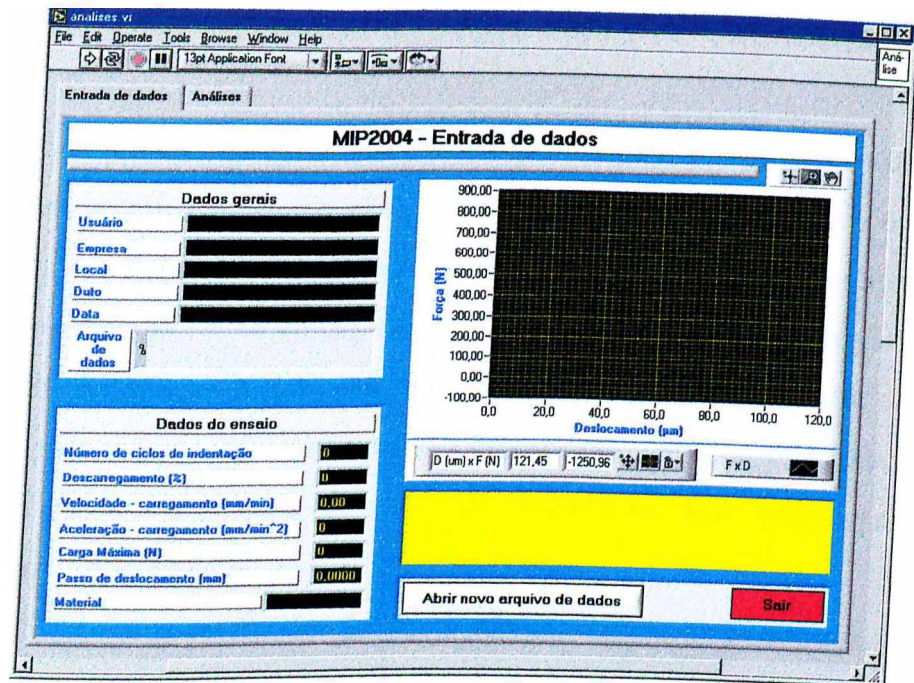 analises vi
File Edit Operate Tools Browse Window Help
13pt Application Font
Aná-
lise
Entrada de dados Análises
MIP2004 - Entrada de dados
Dados gerais
Usuário
Empresa
Local
Duto
Data
Arquivo
de
dados
Dados do ensaio
Número de ciclos de indentação 0
Descarregamento (%) 0
Velocidade - carregamento (mm/min) 0,00
Aceleração - carregamento (mm/min^2) 0
Carga Máxima (N) 0
Passo de deslocamento (mm) 0,0000
Material
Força (N)
900,00
800,00
700,00
600,00
500,00
400,00
300,00
200,00
100,00
0,00
-100,00
0,0 20,0 40,0 60,0 80,0 100,0 120,0
Deslocamento (µm)
D (um) x F (N) 121,45 -1250,96
F x D
Abrir novo arquivo de dados
Sair